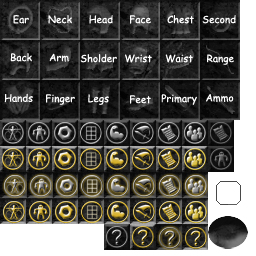 Ear Neck Head Face Chest Second
Back Arm Sholder Wrist Waist Range
Hands Finger Legs Feet Primary Ammo
? ? ? ?